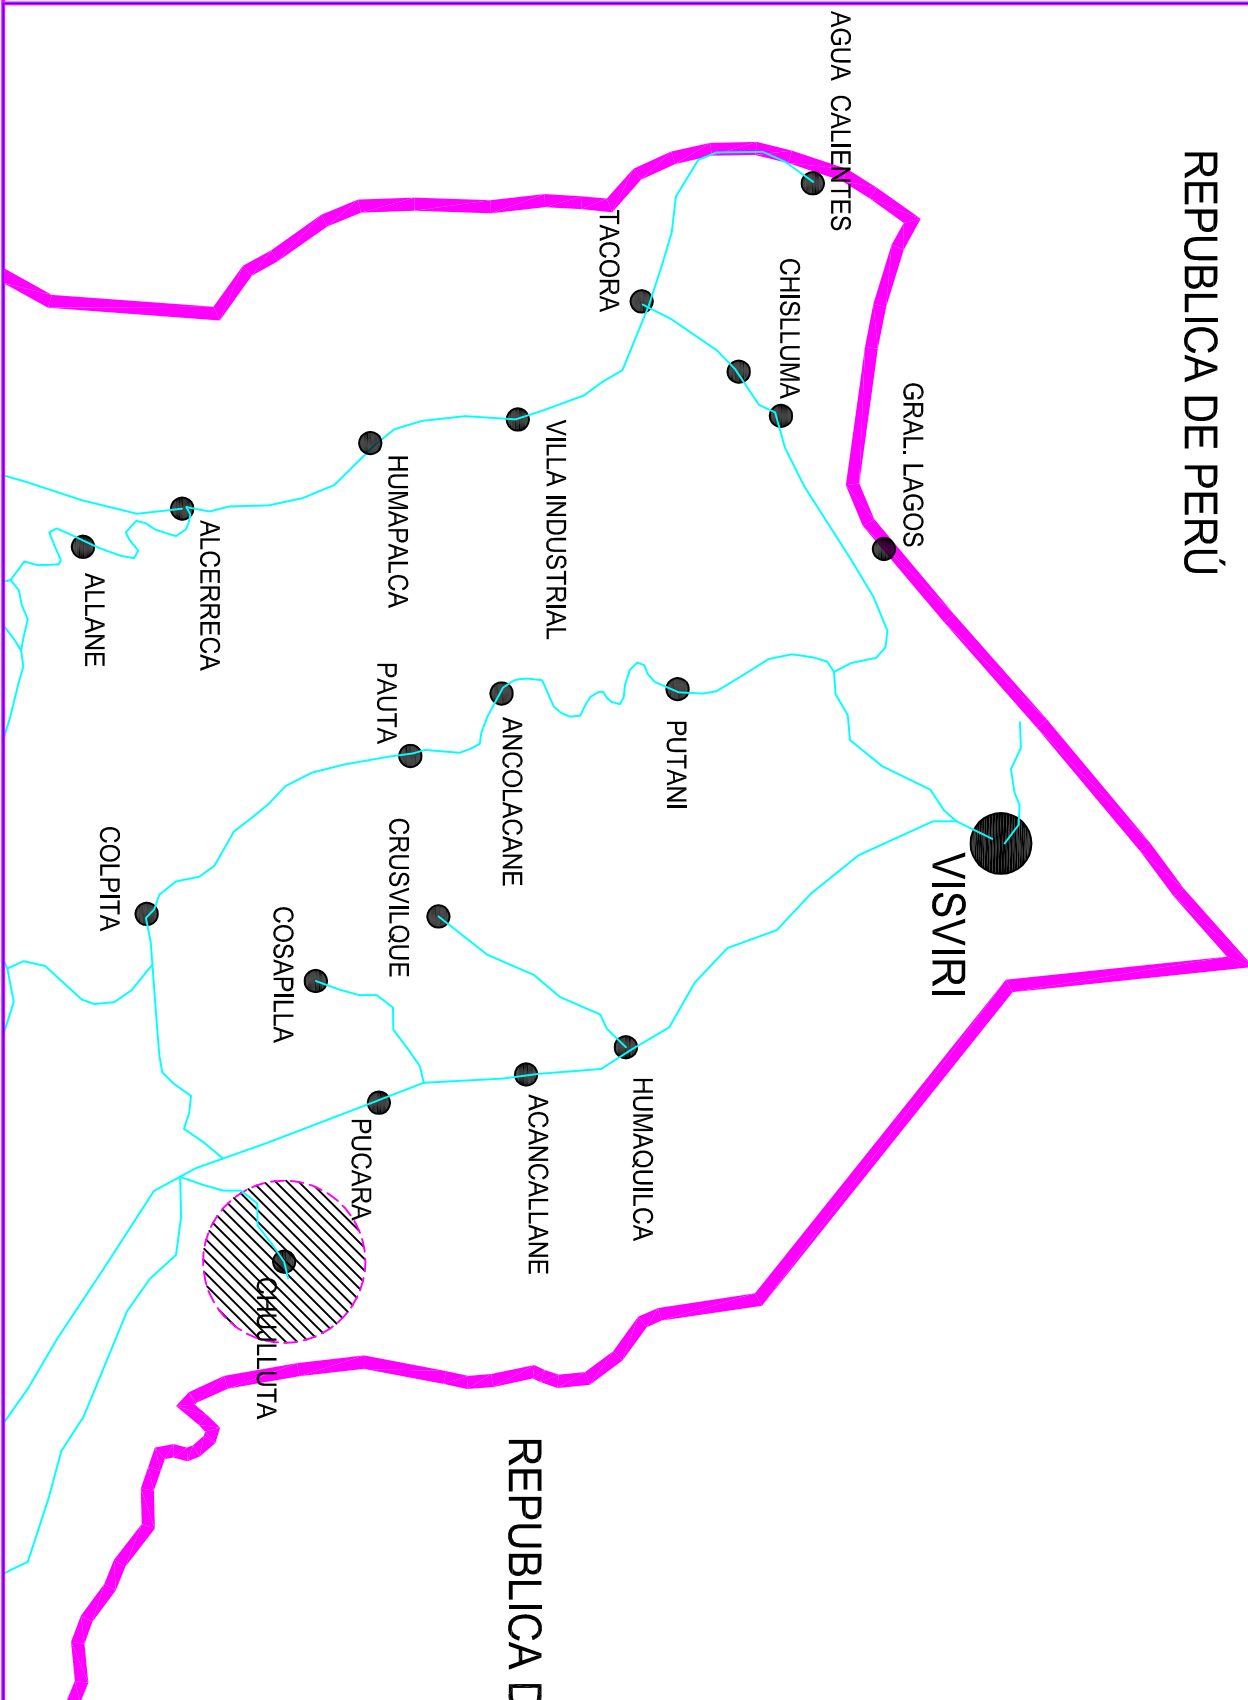 REPUBLICA DE PERÚ
VISVIRI
GRAL. LAGOS
AGUA CALIENTES
CHISLLUMA
PUTANI
HUMAQUILCA
TACORA
VILLA INDUSTRIAL
ACANCALLANE
REPUBLICA D
ANCOLACANE
HUMAPALCA
CRUSVILQUE
PAUTA
PUCARA
COSAPILLA
CHUJLLUTA
ALCERRECA
COLPITA
ALLANE